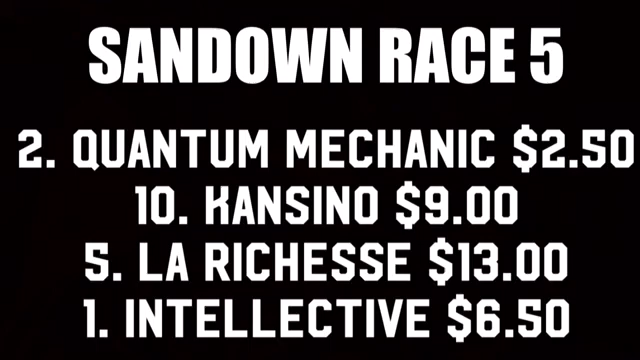 SANDOWN RACE 5
2. QUANTUM MECHANIC $2.50
10. KANSINO $9.00
5. LA RICHESSE $13.00
1. INTELLECTIVE $6.50